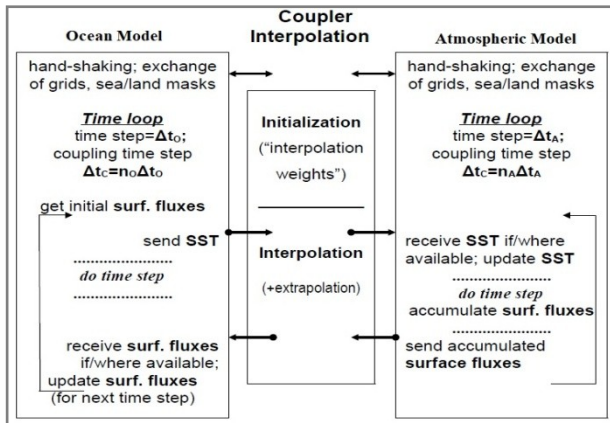 Coupler
Interpolation
Ocean Model
hand-shaking; exchange
of grids, sea/land masks
Time loop
time step=Δto;
coupling time step
Δtc=noΔto
get initial surf. fluxes
send SST
.....................
do time step
.....................
receive surf. fluxes
if/where available;
update surf. fluxes
(for next time step)
Initialization
("interpolation
weights")
Interpolation
(+extrapolation)
Atmospheric Model
hand-shaking; exchange
of grids, sea/land masks
Time loop
time step=ΔtA;
coupling time step
Δtc=nAΔtA
receive SST if/where
available; update SST
.....................
do time step
accumulate surf. fluxes
.....................
send accumulated
surface fluxes